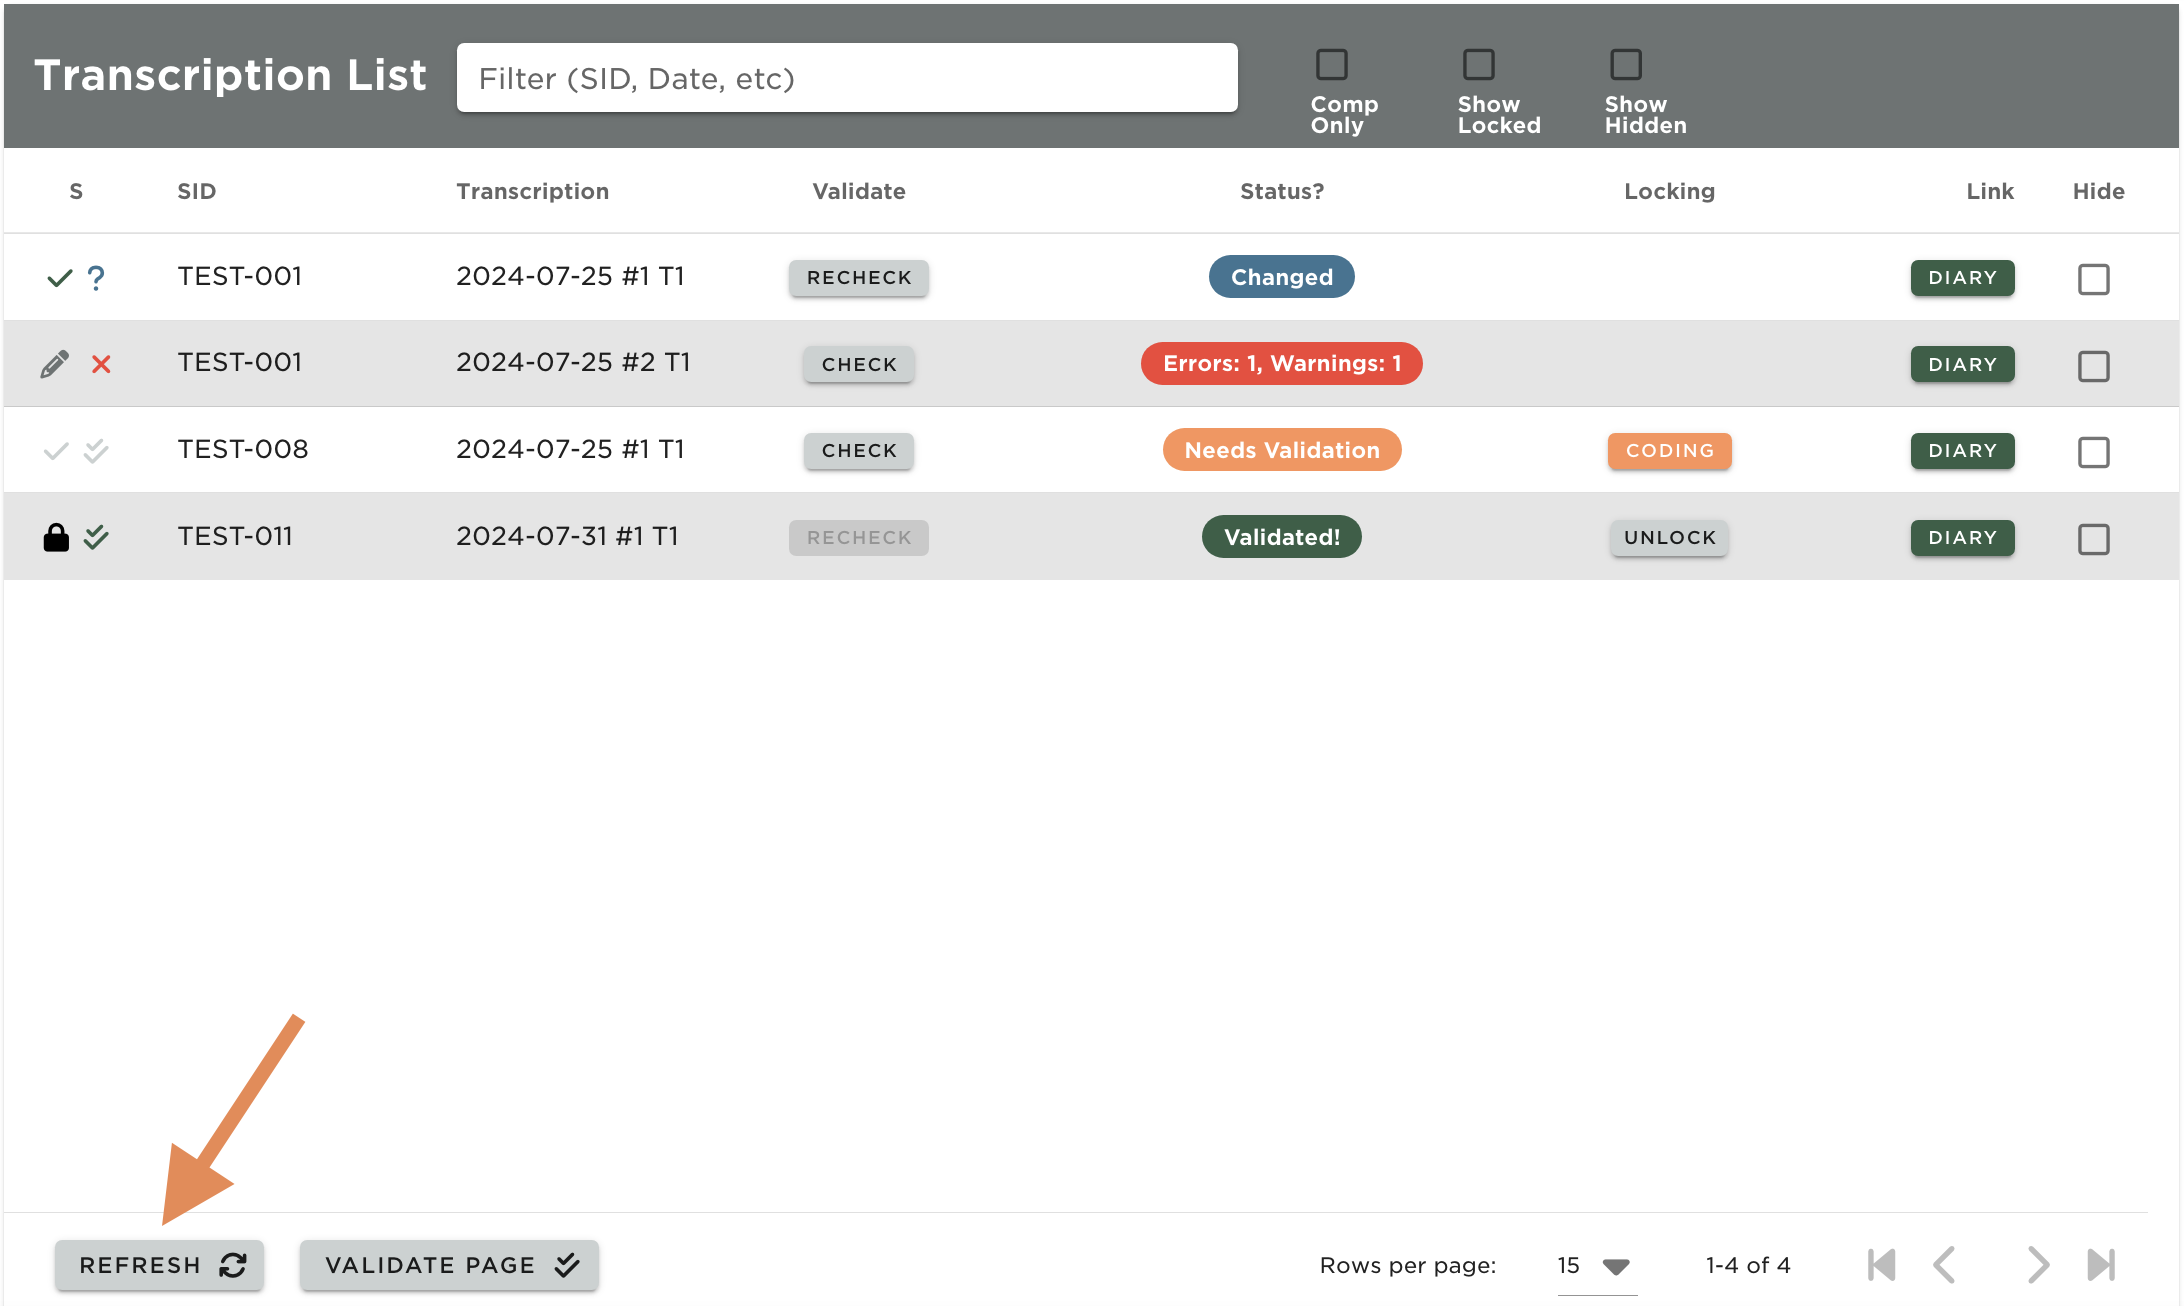 Transcription List
Filter (SID, Date, etc)
Comp Only
Show Locked
Show Hidden
S SID Transcription Validate Status? Locking Link Hide
? TEST-001 2024-07-25 #1 T1 RECHECK Changed DIARY
TEST-001 2024-07-25 #2 T1 CHECK Errors: 1, Warnings: 1 DIARY
TEST-008 2024-07-25 #1 T1 CHECK Needs Validation CODING DIARY
TEST-011 2024-07-31 #1 T1 RECHECK Validated! UNLOCK DIARY
REFRESH VALIDATE PAGE Rows per page: 15 1-4 of 4